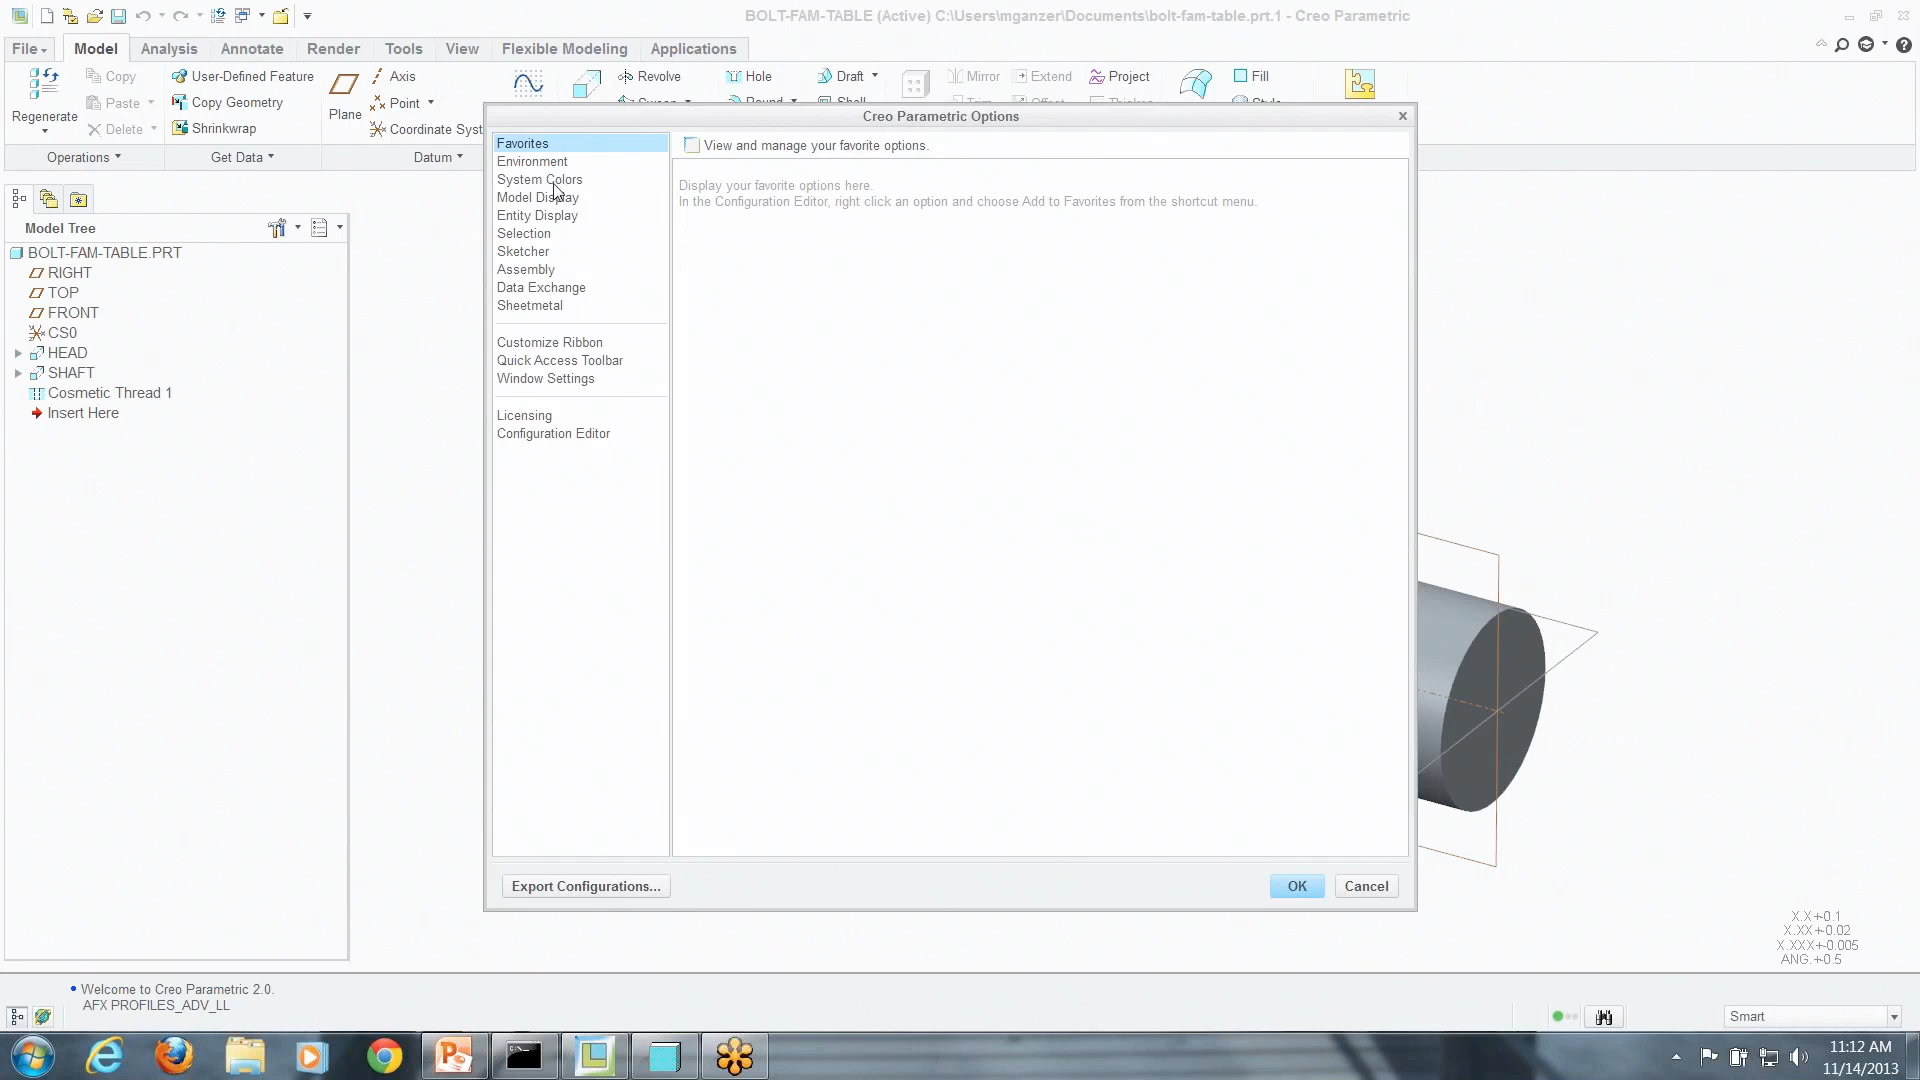 BOLT-FAM-TABLE (Active) C:\Users\mganzer\Documents\bolt-fam-table.prt.1 - Creo Parametric
File Model Analysis Annotate Render Tools View Flexible Modeling Applications
Regenerate
Copy
Paste
Delete
User-Defined Feature
Copy Geometry
Shrinkwrap
Plane
Axis
Point
Coordinate Syst
Revolve
Hole
Draft
Shell
Round
Mirror
Extend
Project
Trim
Offset
Thicken
Fill
Style
Operations
Get Data
Datum
Creo Parametric Options
Favorites
Environment
System Colors
Model Display
Entity Display
Selection
Sketcher
Assembly
Data Exchange
Sheetmetal
Customize Ribbon
Quick Access Toolbar
Window Settings
Licensing
Configuration Editor
View and manage your favorite options.
Display your favorite options here.
In the Configuration Editor, right click an option and choose Add to Favorites from the shortcut menu.
Export Configurations...
OK
Cancel
Model Tree
BOLT-FAM-TABLE.PRT
RIGHT
TOP
FRONT
CS0
HEAD
SHAFT
Cosmetic Thread 1
Insert Here
X.X+-0.1
X.XX+-0.02
X.XXX+-0.005
ANG.+-0.5
Welcome to Creo Parametric 2.0.
AFX PROFILES_ADV_LL
Smart
11:12 AM
11/14/2013